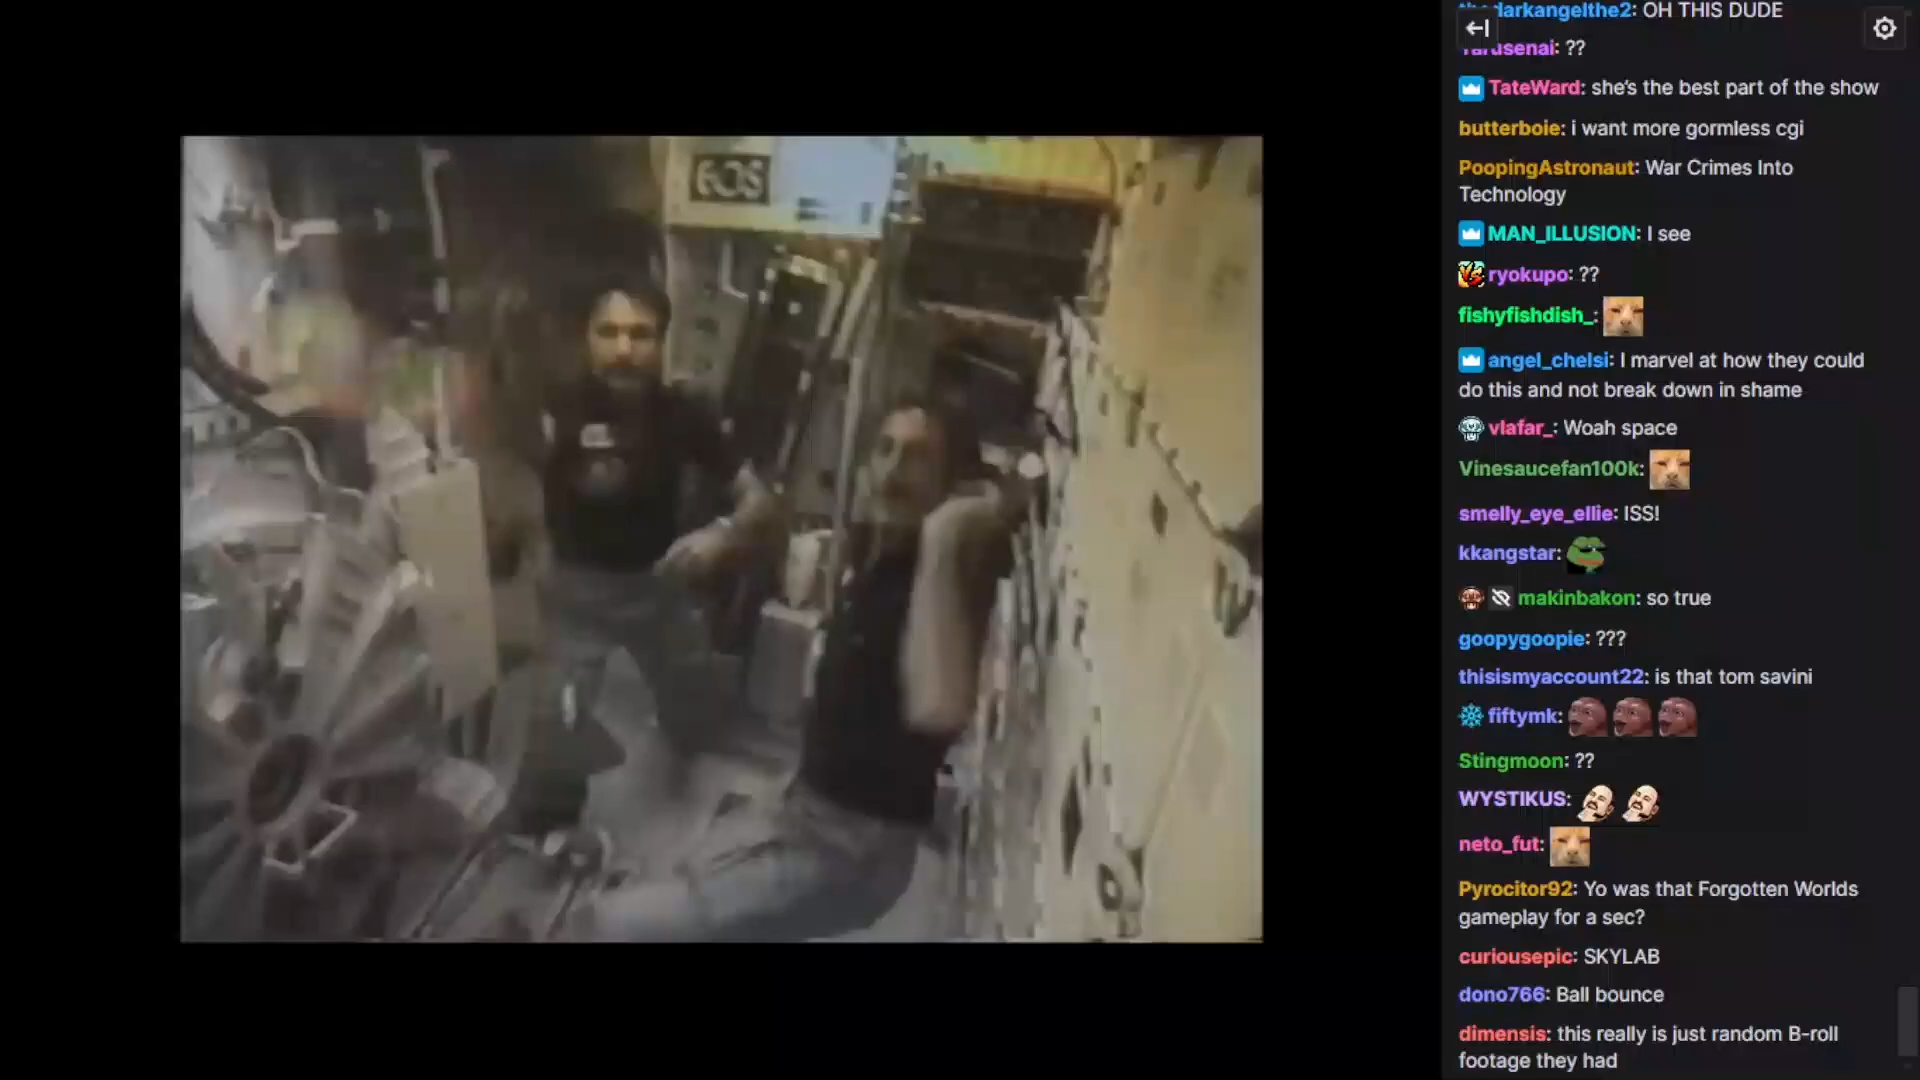 darkangelthe2: OH THIS DUDE
rarusenai: ??
TateWard: she's the best part of the show
butterboie: i want more gormless cgi
PoopingAstronaut: War Crimes Into
Technology
MAN_ILLUSION: I see
ryokupo: ??
fishyfishdish_:
angel_chelsi: I marvel at how they could
do this and not break down in shame
vlafar_: Woah space
Vinesaucefan100k:
smelly_eye_ellie: ISS!
kkangstar:
makinbakon: so true
goopygoopie: ???
thisismyaccount22: is that tom savini
fiftymk:
Stingmoon: ??
WYSTIKUS:
neto_fut:
Pyrocitor92: Yo was that Forgotten Worlds
gameplay for a sec?
curiousepic: SKYLAB
dono766: Ball bounce
dimensis: this really is just random B-roll
footage they had